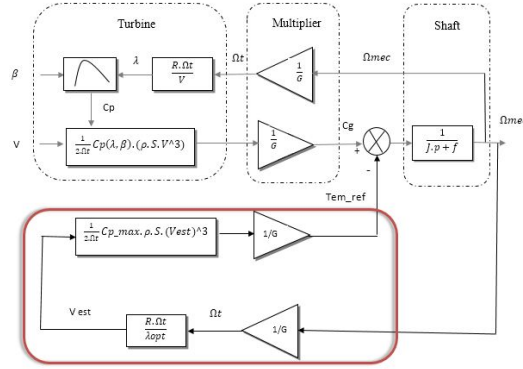 Turbine
Multiplier
Shaft
β
λ
R.Ωt
V
Ωt
1
G
Ωmec
Cp
V
1
2.Ωt
Cp(λ,β).(ρ.S.V^3)
1
G
Cg
+
-
1
J.p+f
Ωme
Tem_ref
1
2.Ωt
Cp_max.ρ.S.(Vest)^3
1/G
V est
R.Ωt
λopt
Ωt
1/G